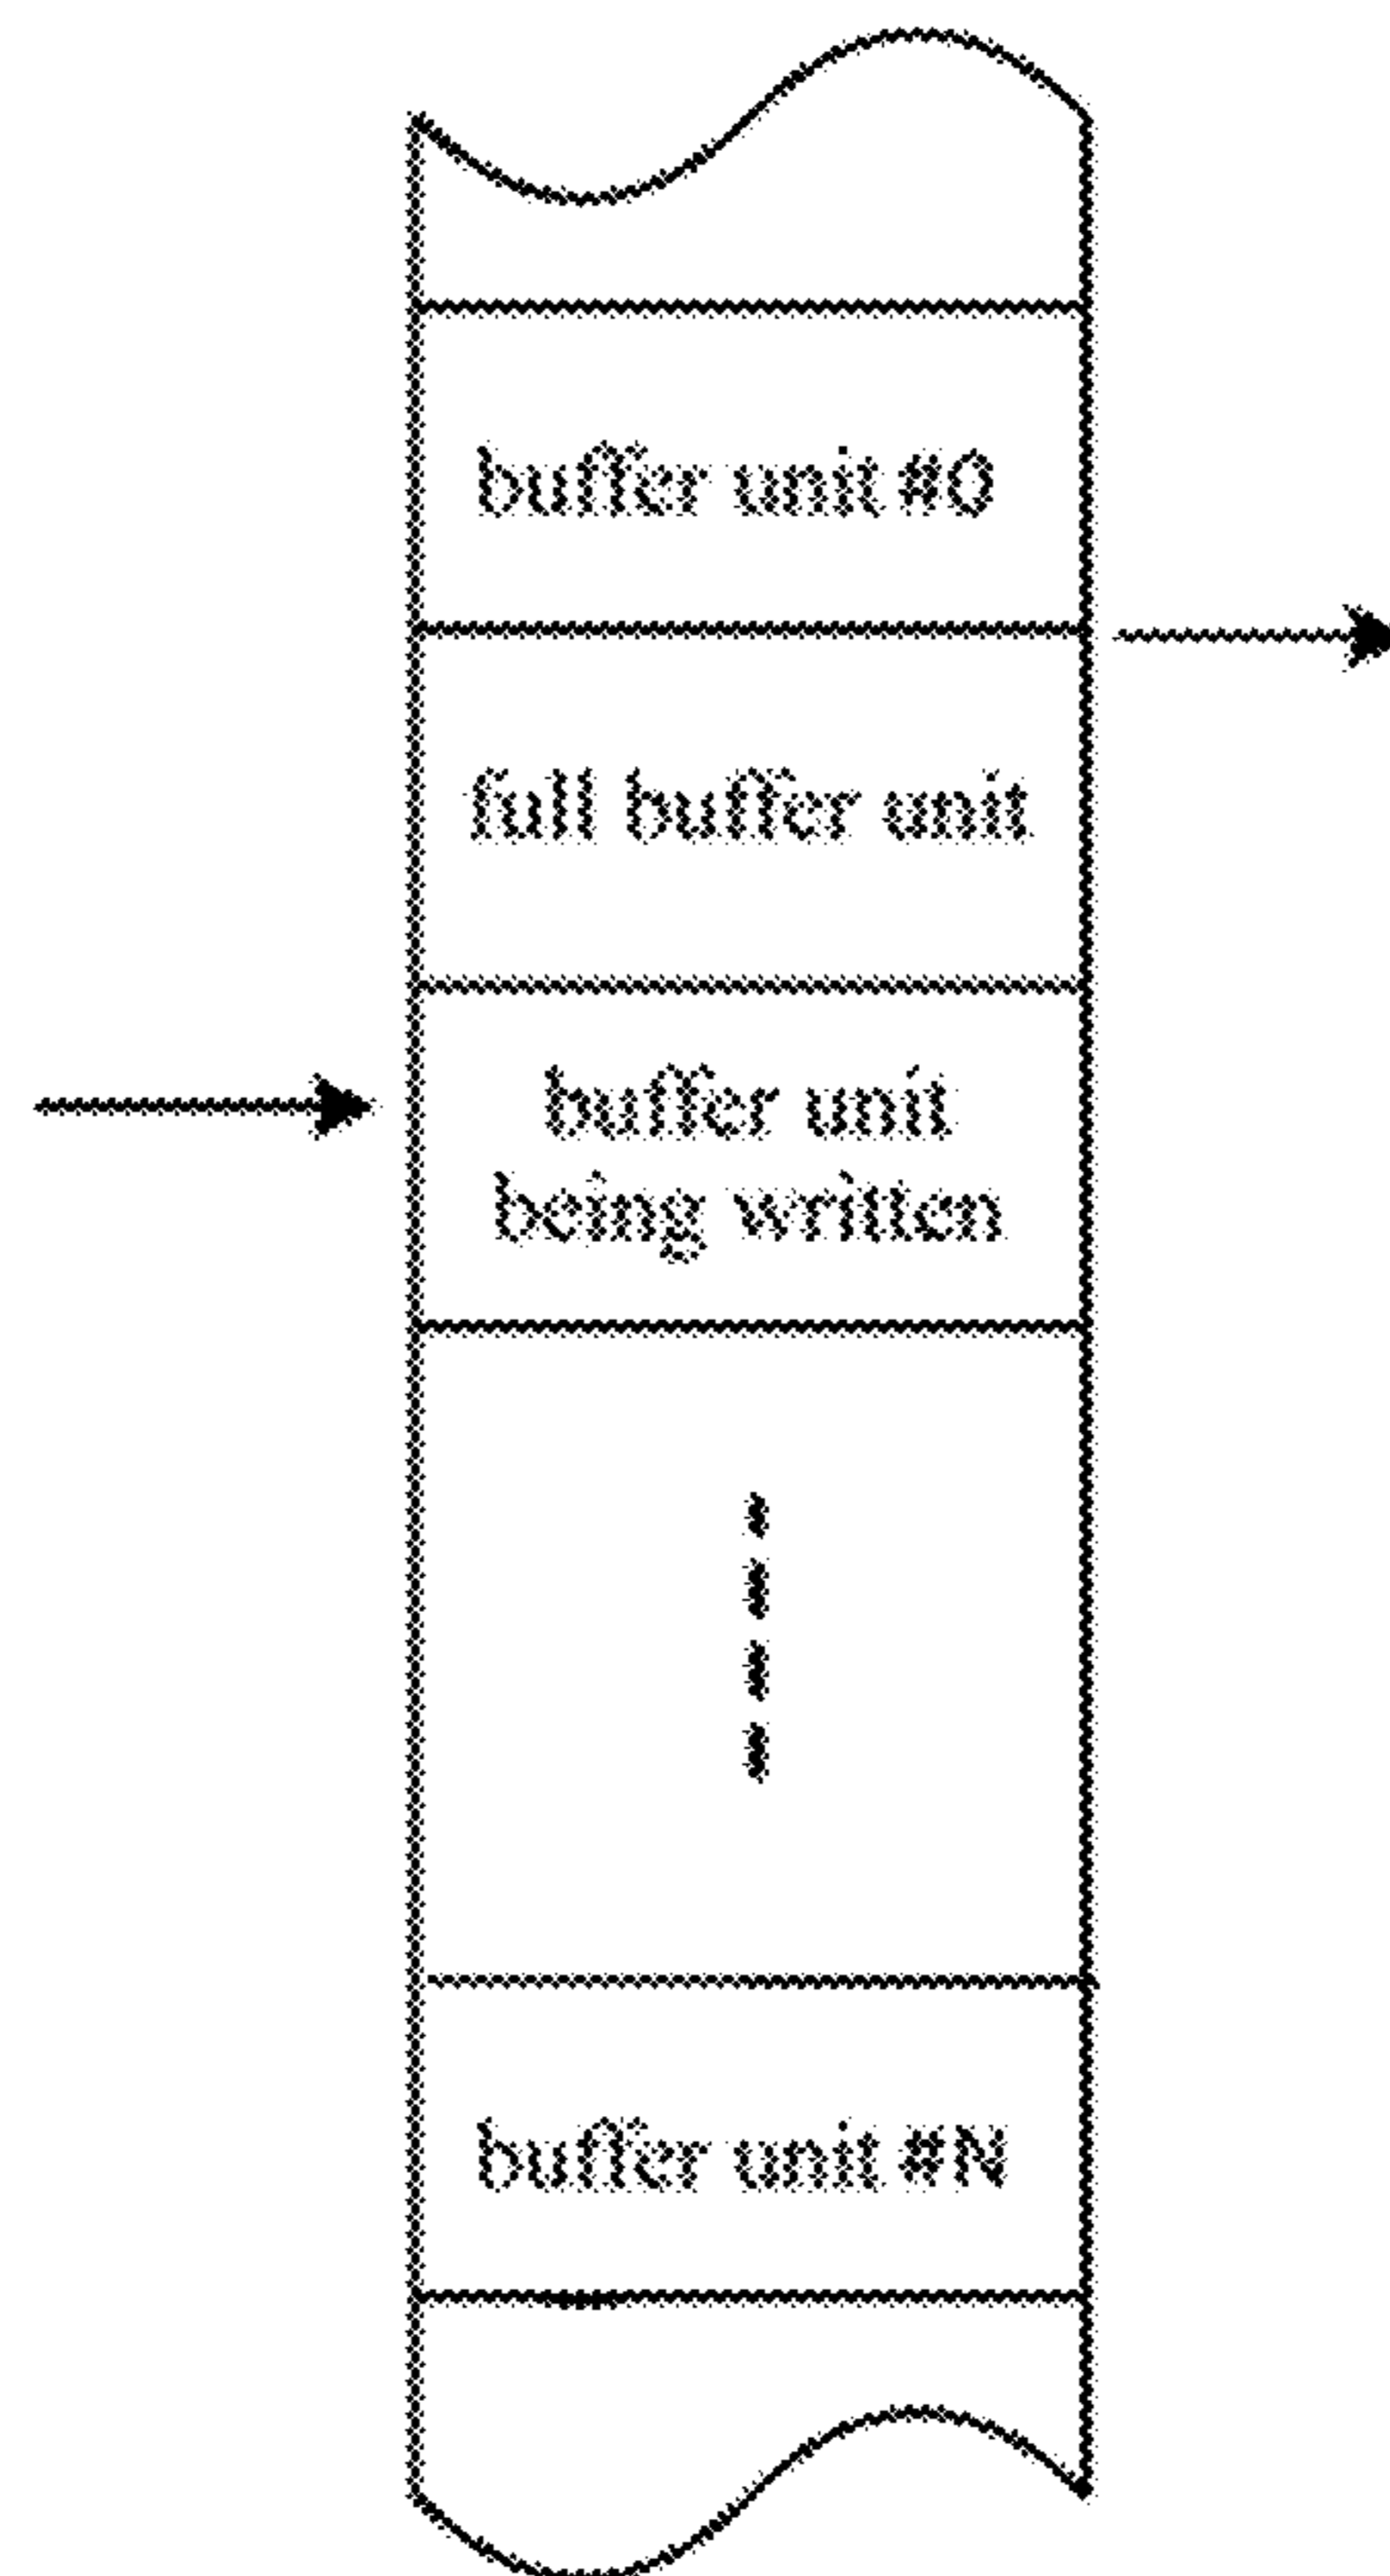 buffer unit #0
full buffer unit
buffer unit
being written
buffer unit #N